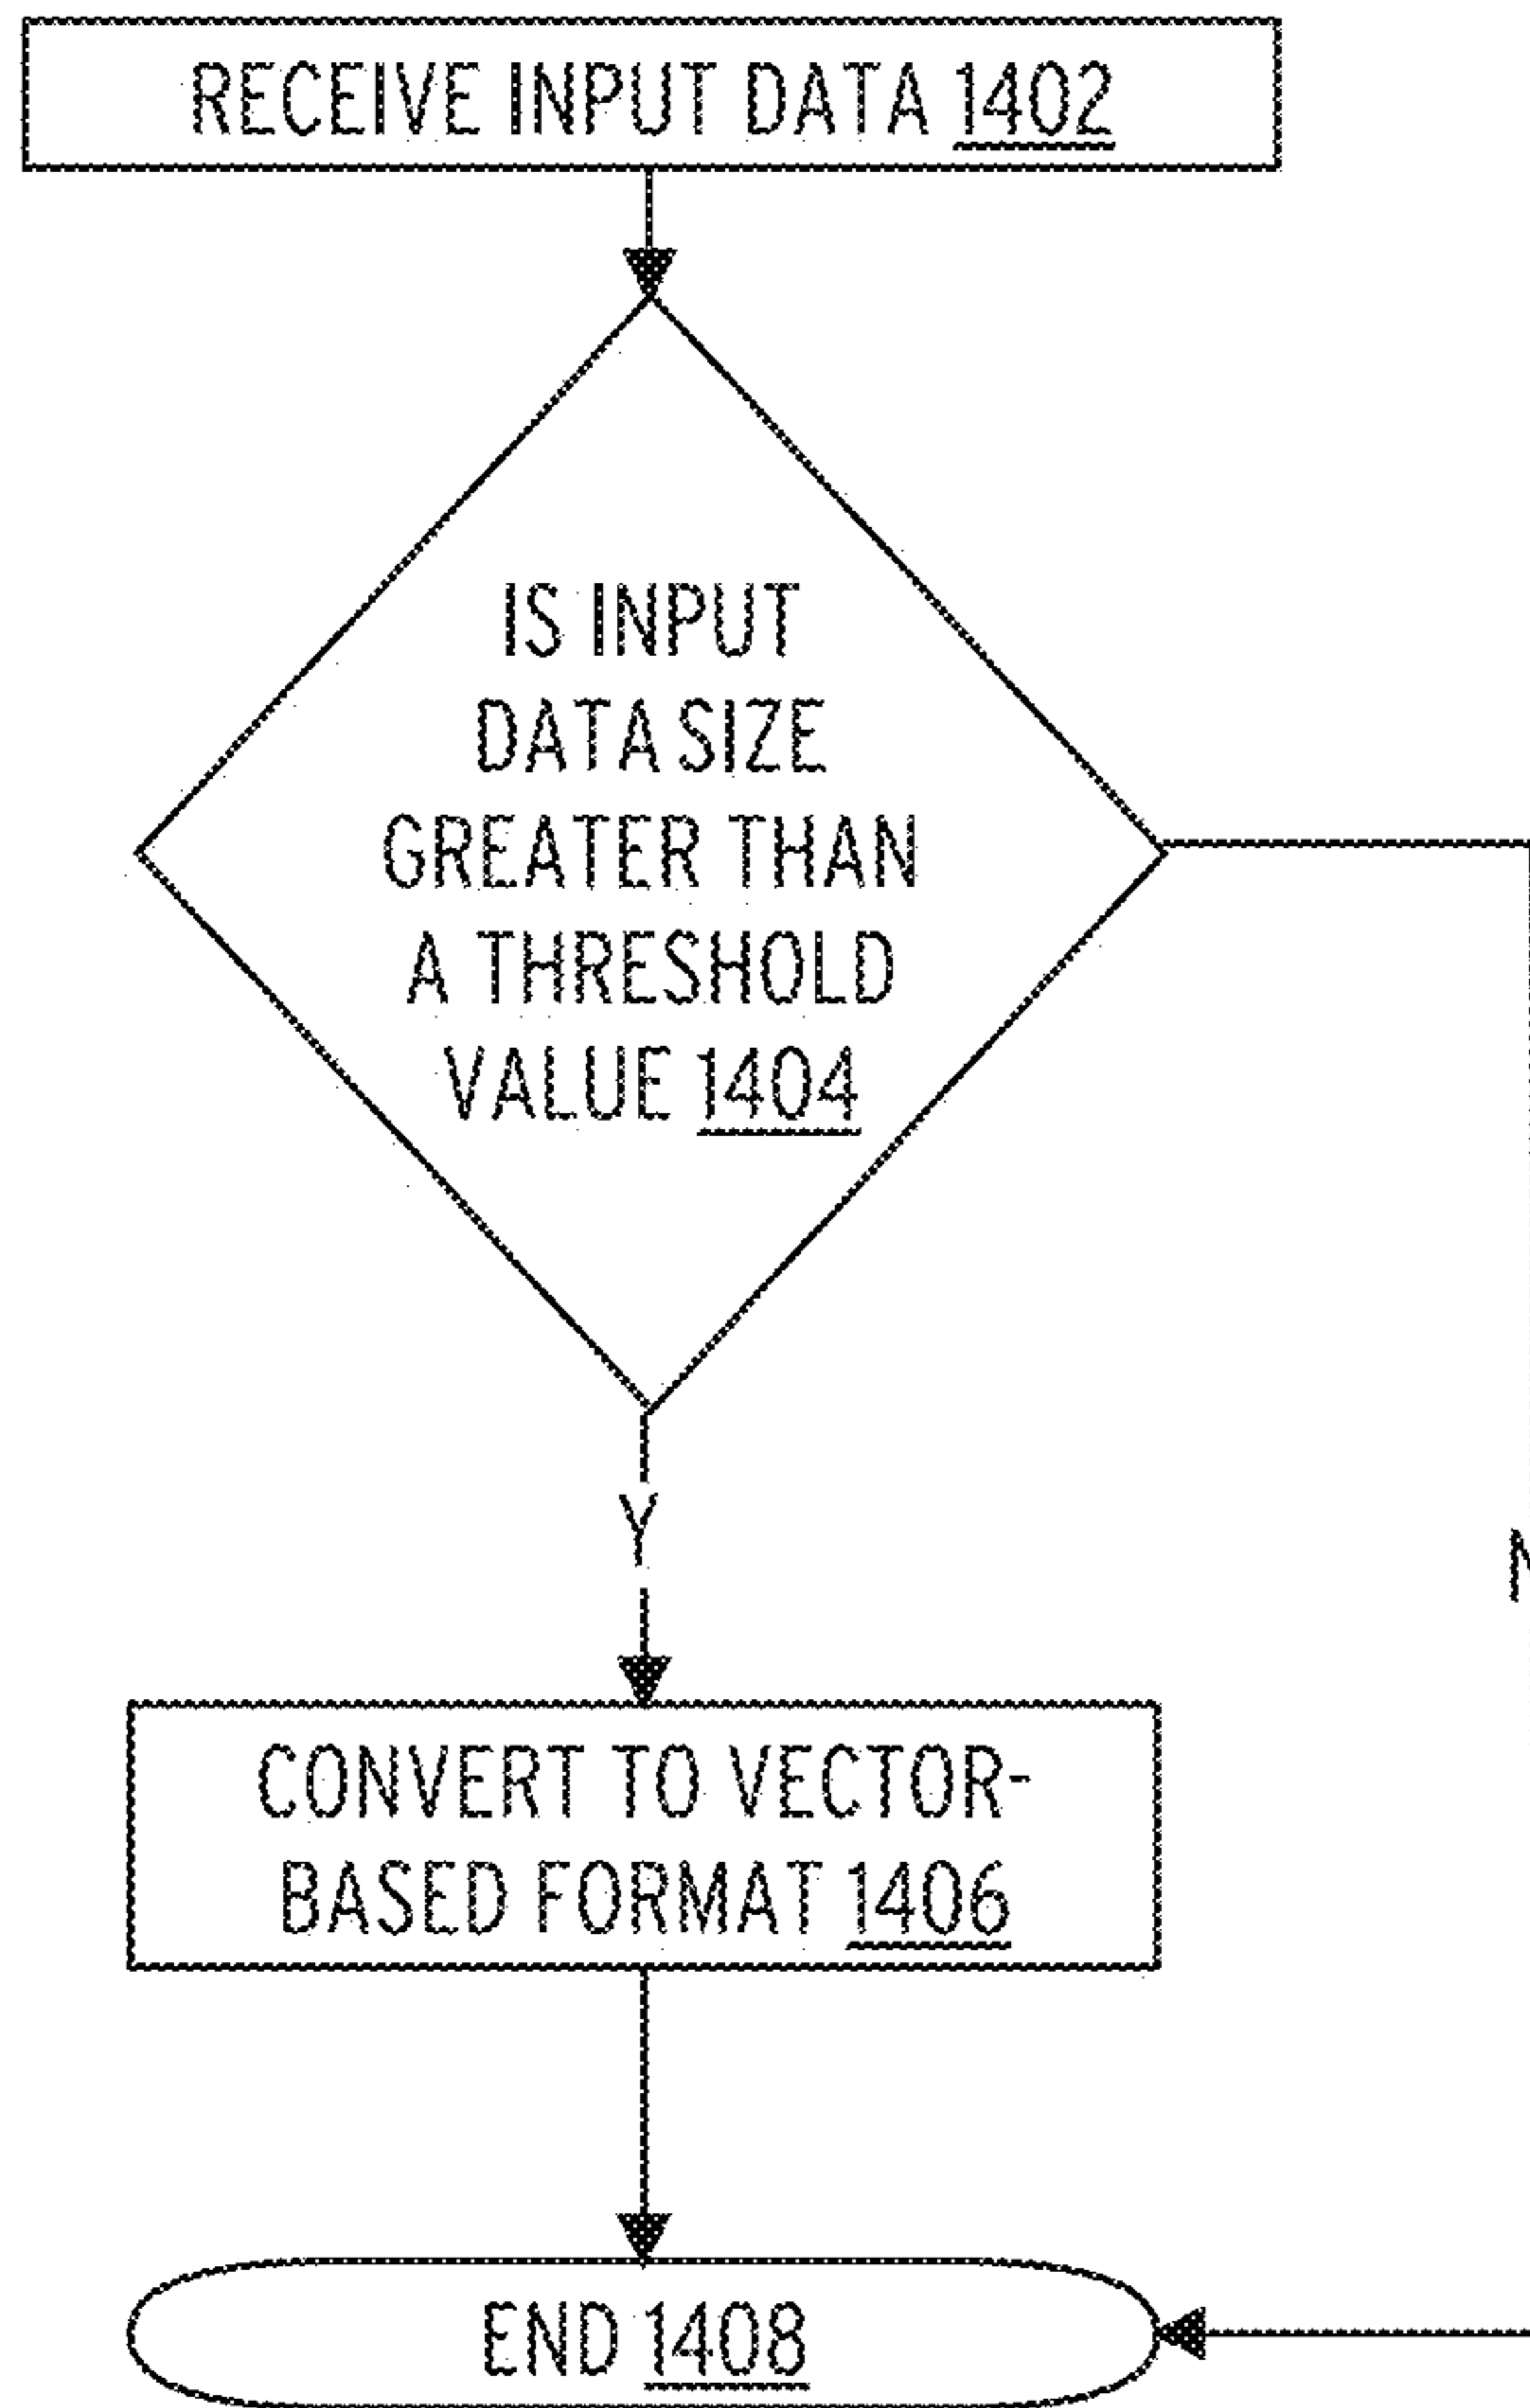 RECEIVE INPUT DATA 1402
IS INPUT
DATA SIZE
GREATER THAN
A THRESHOLD
VALUE 1404
Y
N
CONVERT TO VECTOR-
BASED FORMAT 1406
END 1408